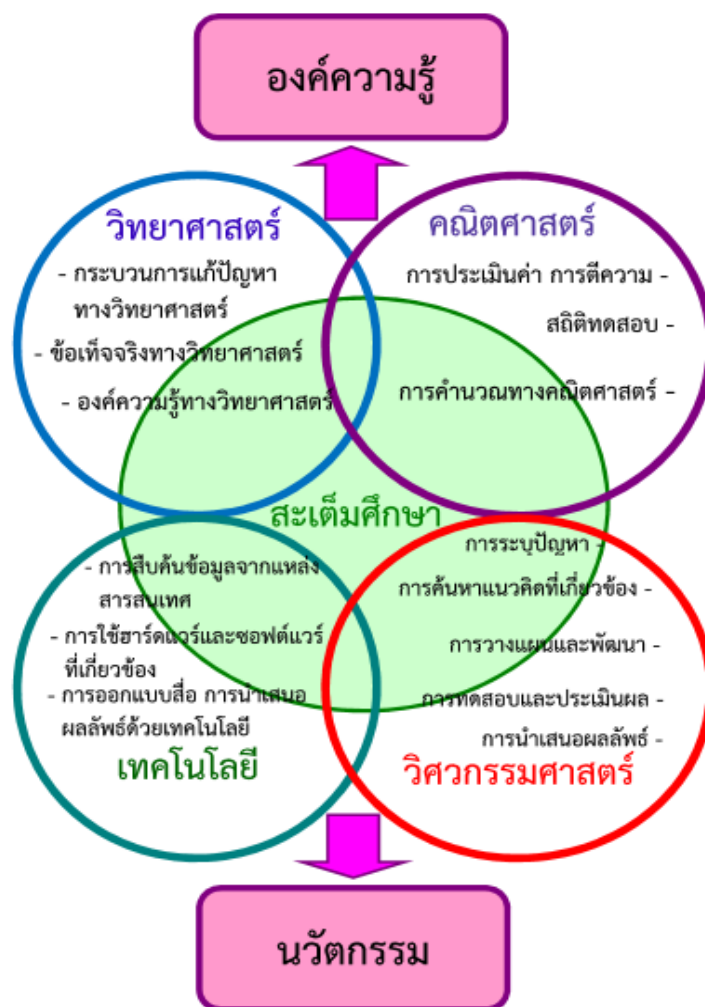 องค์ความรู้
วิทยาศาสตร์
- กระบวนการแก้ปัญหา
ทางวิทยาศาสตร์
- ข้อเท็จจริงทางวิทยาศาสตร์
- องค์ความรู้ทางวิทยาศาสตร์
คณิตศาสตร์
การประเมินค่า การตีความ -
สถิติทดสอบ -
การคำนวณทางคณิตศาสตร์ -
สะเต็มศึกษา
- การสืบค้นข้อมูลจากแหล่ง
สารสนเทศ
- การใช้ฮาร์ดแวร์และซอฟต์แวร์
ที่เกี่ยวข้อง
- การออกแบบสื่อ การนำเสนอ
ผลลัพธ์ด้วยเทคโนโลยี
เทคโนโลยี
การระบุปัญหา -
การค้นหาแนวคิดที่เกี่ยวข้อง -
การวางแผนและพัฒนา -
การทดสอบและประเมินผล -
การนำเสนอผลลัพธ์ -
วิศวกรรมศาสตร์
นวัตกรรม